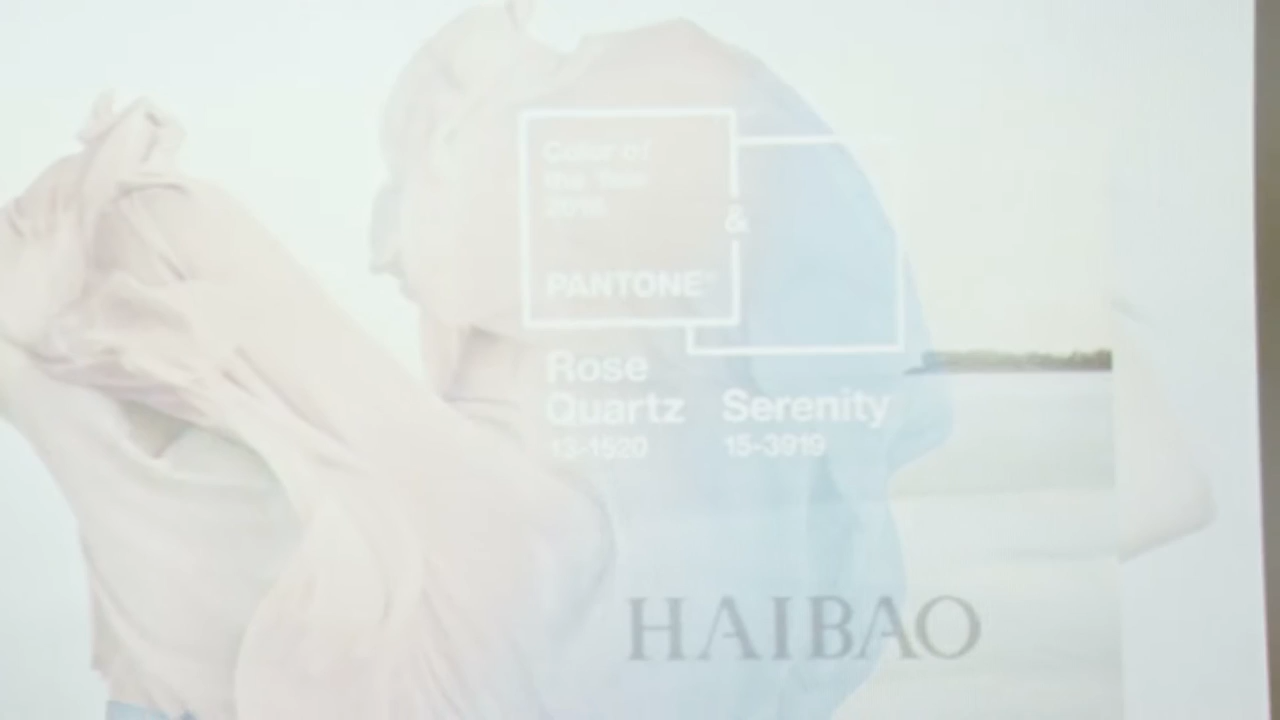 Color of
the Year
2016
&
PANTONE®
Rose
Quartz
13-1520
Serenity
15-3919
HAIBAO